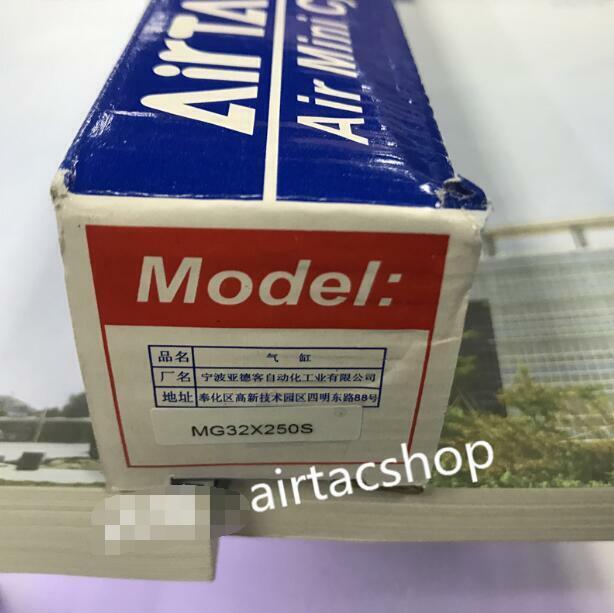 AirTA
Air Mini Cy
Model:
品名 气 缸
厂名 宁波亚德客自动化工业有限公司
地址 奉化区高新技术园区四明东路88号
MG32X250S
airtacshop